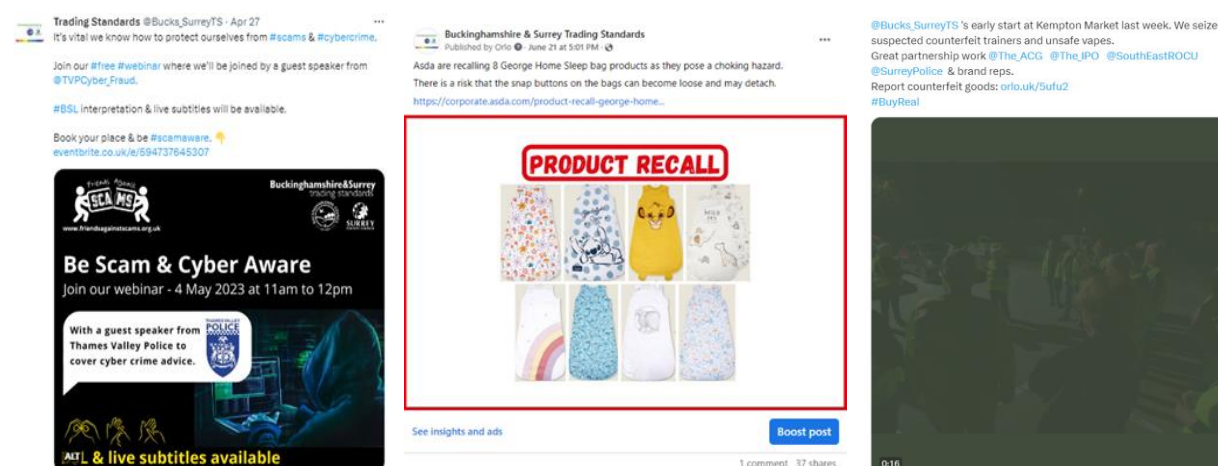 Trading Standards @Bucks_SurreyTS · Apr 27
It's vital we know how to protect ourselves from #scams & #cybercrime.
Join our #free #webinar where we'll be joined by a guest speaker from
@TVPCyber_Fraud.
#BSL interpretation & live subtitles will be available.
Book your place & be #scamaware.
eventbrite.co.uk/e/594737645307
Friends Against
SCAMS
www.friendsagainstscams.org.uk
Buckinghamshire&Surrey
trading standards
SURREY
Be Scam & Cyber Aware
Join our webinar - 4 May 2023 at 11am to 12pm
With a guest speaker from
Thames Valley Police to
cover cyber crime advice.
THAMES VALLEY
POLICE
ALT
L & live subtitles available
Buckinghamshire & Surrey Trading Standards
Published by Orlo · June 21 at 5:01 PM ·
Asda are recalling 8 George Home Sleep bag products as they pose a choking hazard.
There is a risk that the snap buttons on the bags can become loose and may detach.
https://corporate.asda.com/product-recall-george-home...
PRODUCT RECALL
See insights and ads
Boost post
1 comment 37 shares
@Bucks_SurreyTS 's early start at Kempton Market last week. We seize
suspected counterfeit trainers and unsafe vapes.
Great partnership work @The_ACG @The_IPO @SouthEastROCU
@SurreyPolice & brand reps.
Report counterfeit goods: orlo.uk/5ufu2
#BuyReal
0:16